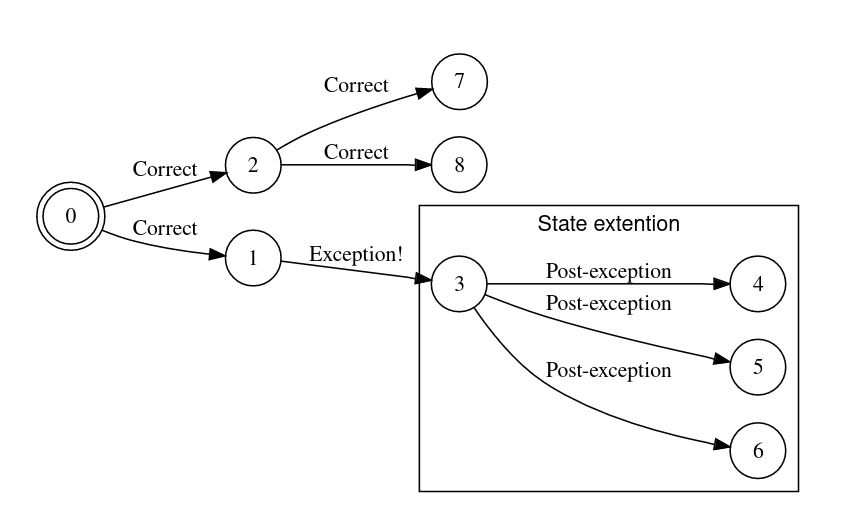 Correct
7
Correct
2
8
Correct
0
Correct
1
Exception!
State extention
3
Post-exception
4
Post-exception
5
Post-exception
6